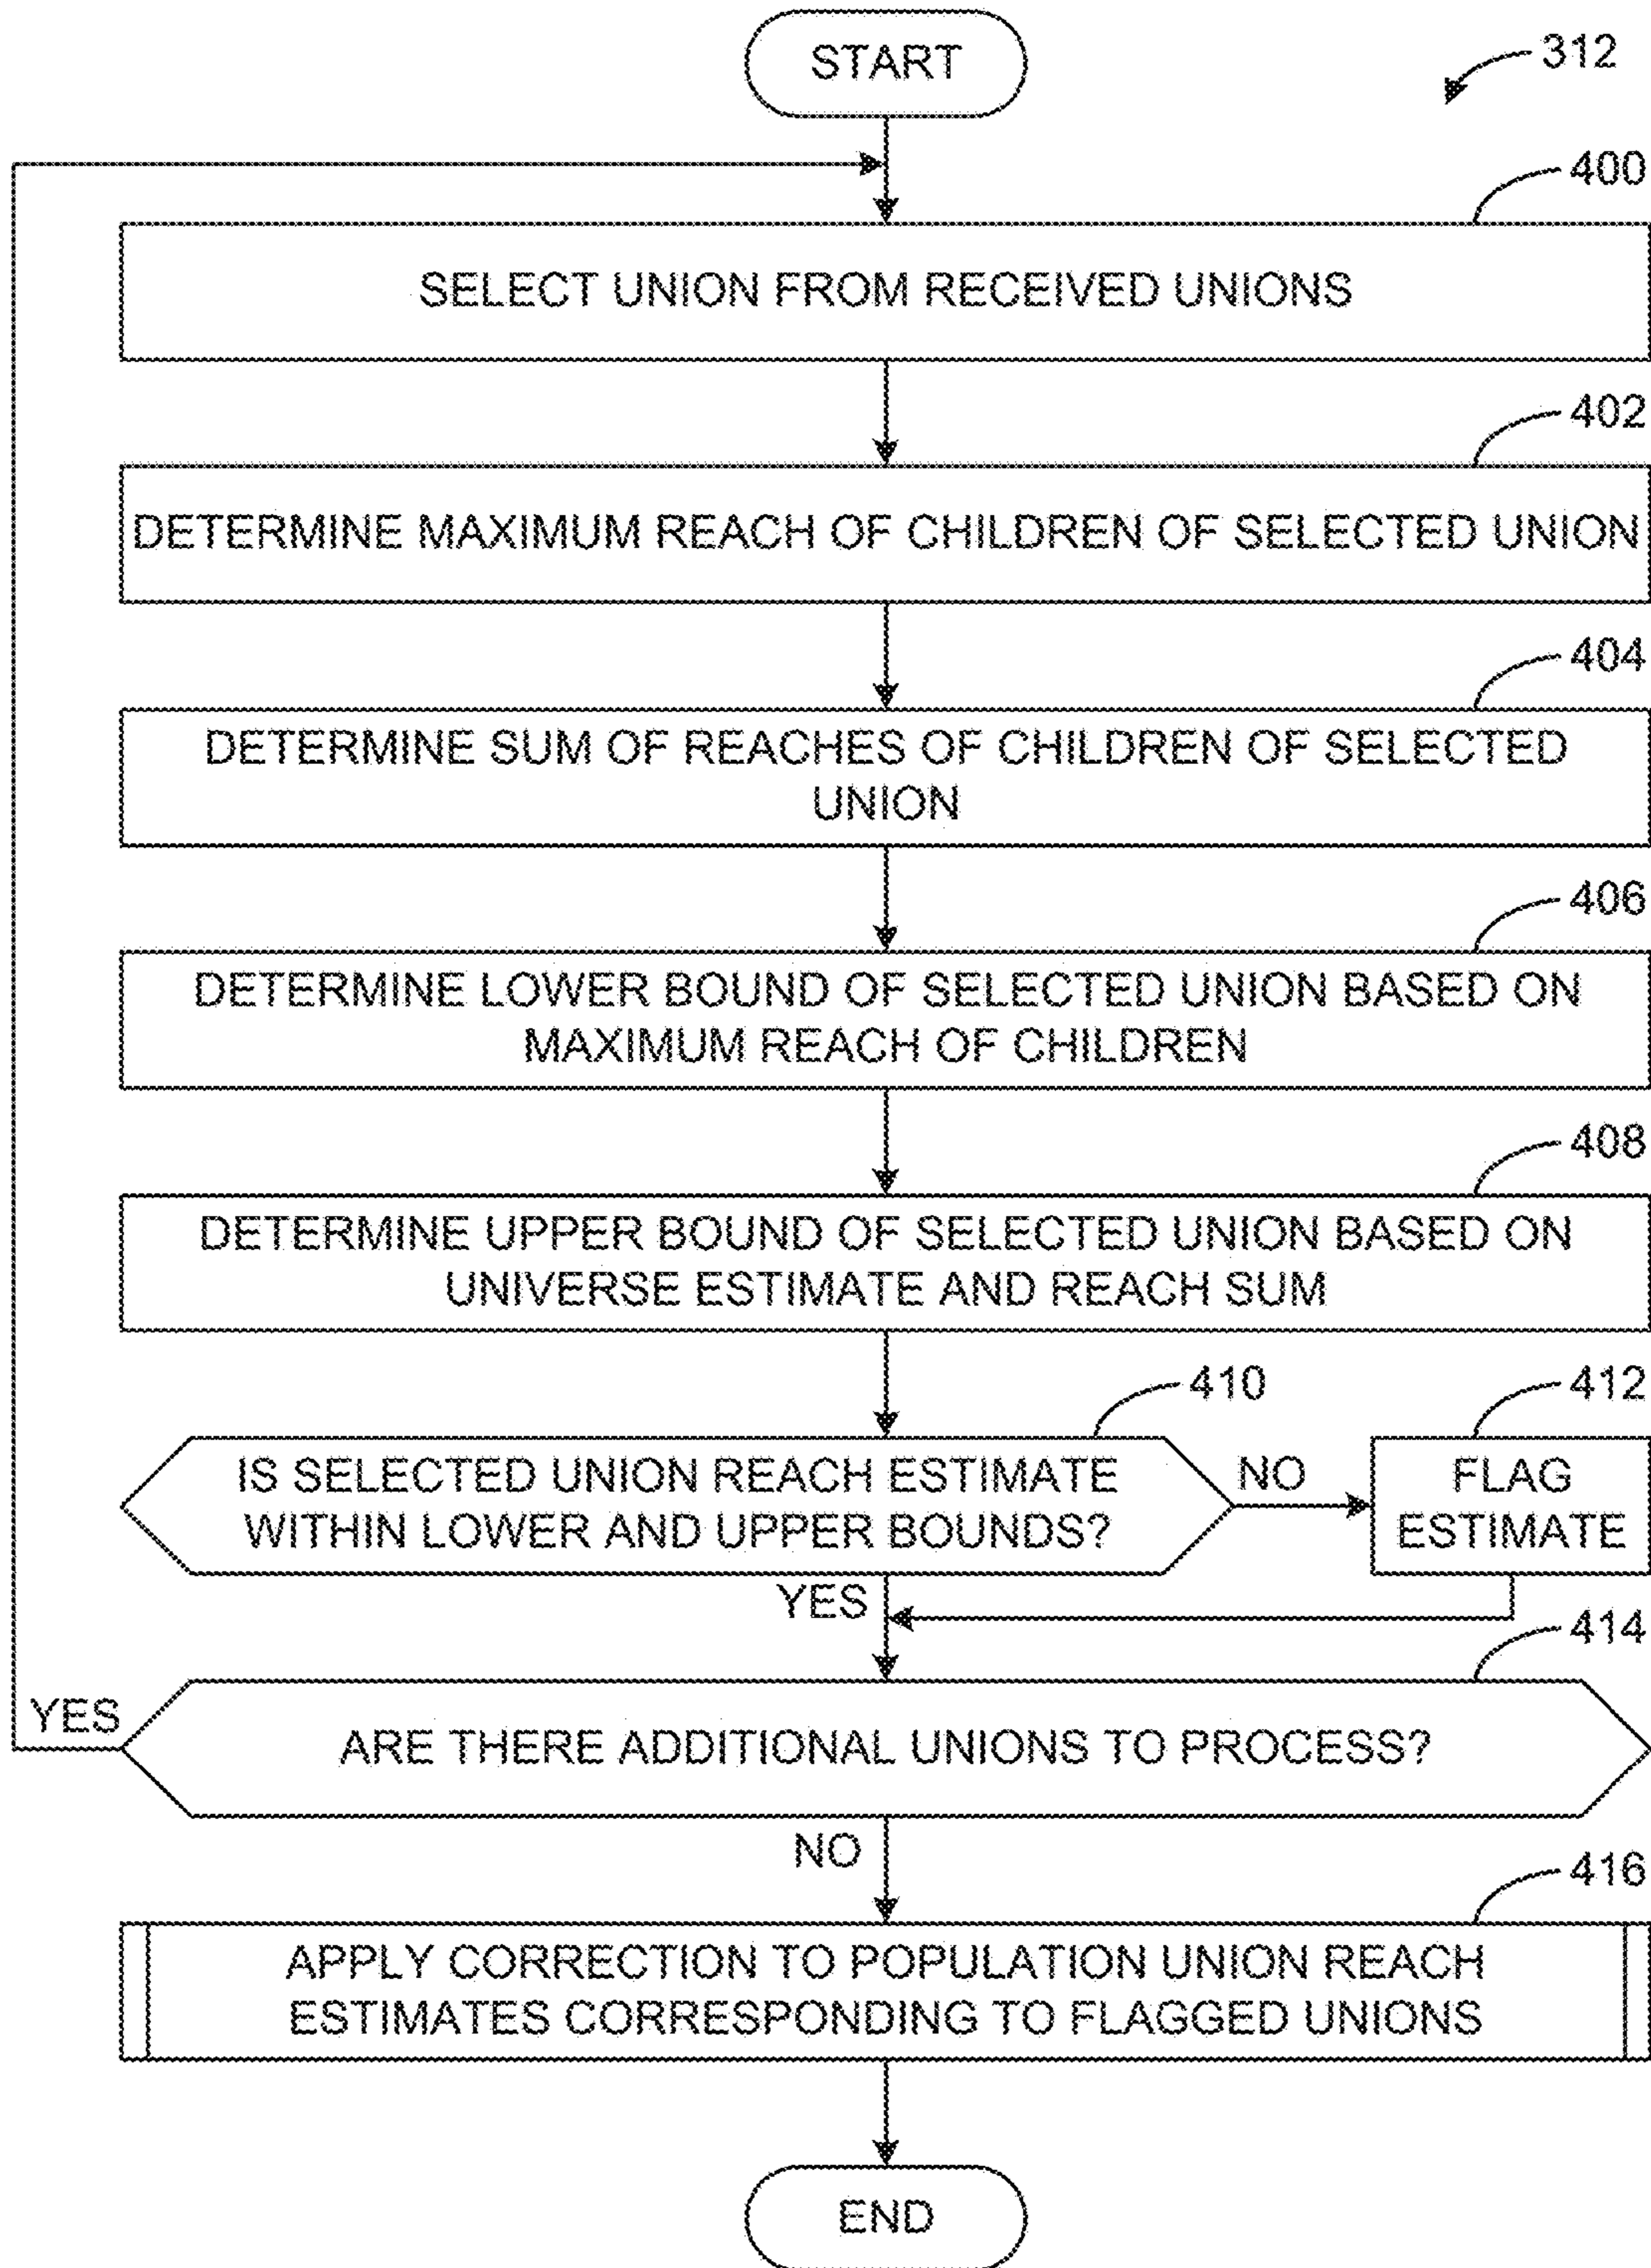 START
312
400
SELECT UNION FROM RECEIVED UNIONS
402
DETERMINE MAXIMUM REACH OF CHILDREN OF SELECTED UNION
404
DETERMINE SUM OF REACHES OF CHILDREN OF SELECTED
UNION
406
DETERMINE LOWER BOUND OF SELECTED UNION BASED ON
MAXIMUM REACH OF CHILDREN
408
DETERMINE UPPER BOUND OF SELECTED UNION BASED ON
UNIVERSE ESTIMATE AND REACH SUM
410
IS SELECTED UNION REACH ESTIMATE
WITHIN LOWER AND UPPER BOUNDS?
NO
412
FLAG
ESTIMATE
YES
414
YES
ARE THERE ADDITIONAL UNIONS TO PROCESS?
NO
416
APPLY CORRECTION TO POPULATION UNION REACH
ESTIMATES CORRESPONDING TO FLAGGED UNIONS
END